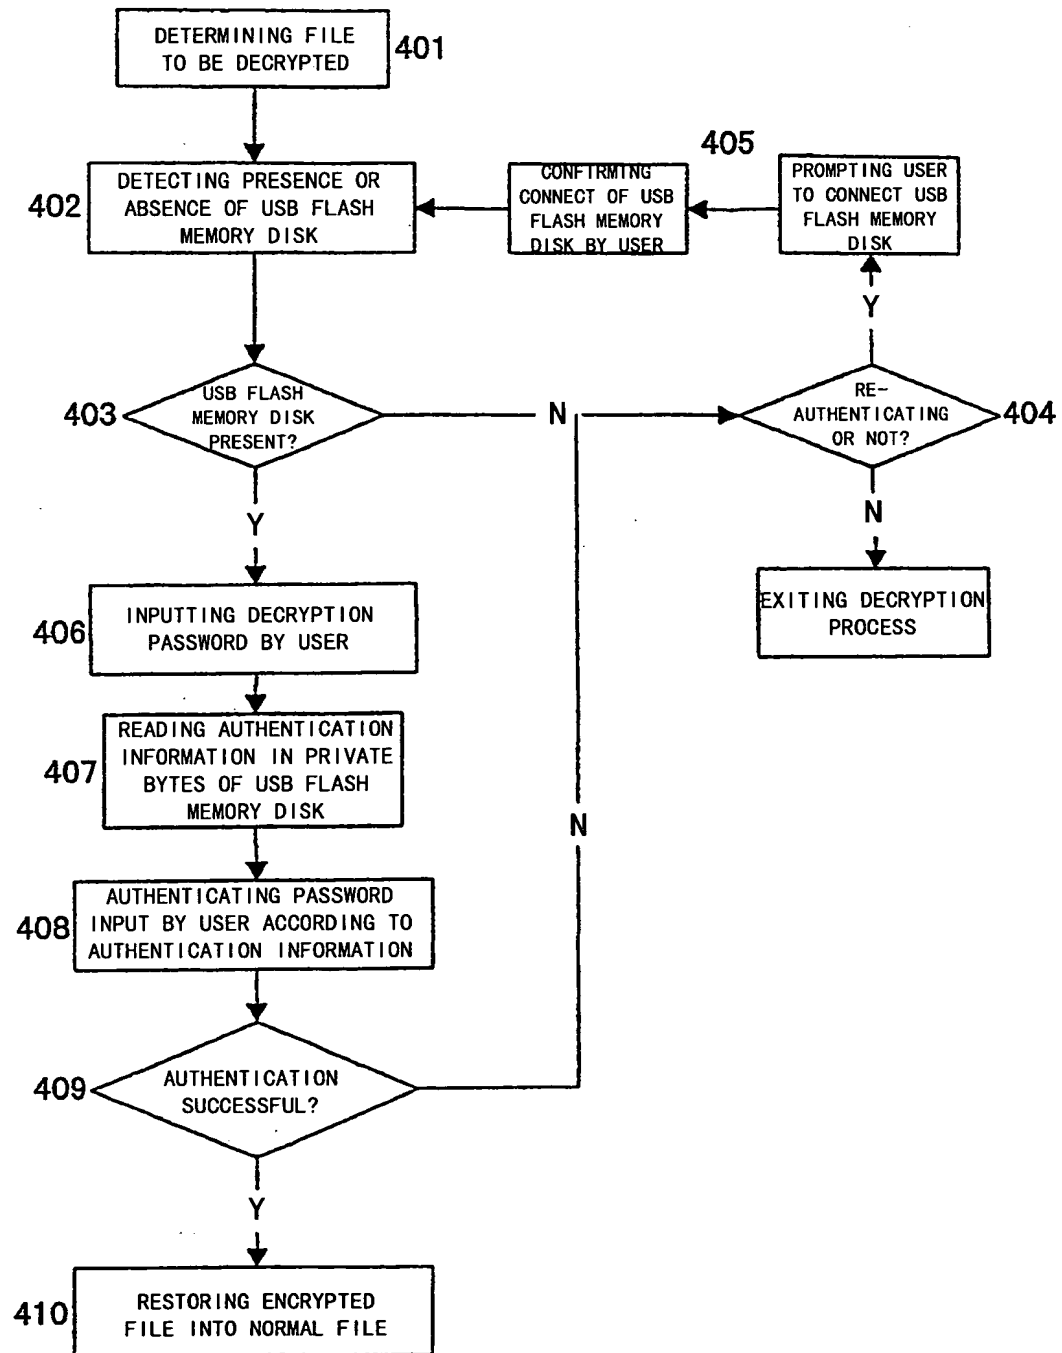 DETERMINING FILE
TO BE DECRYPTED
401
402
DETECTING PRESENCE OR
ABSENCE OF USB FLASH
MEMORY DISK
405
CONFIRMING
CONNECT OF USB
FLASH MEMORY
DISK BY USER
PROMPTING USER
TO CONNECT USB
FLASH MEMORY
DISK
Y
403
USB FLASH
MEMORY DISK
PRESENT?
N
RE-
AUTHENTICATING
OR NOT?
404
Y
N
EXITING DECRYPTION
PROCESS
406
INPUTTING DECRYPTION
PASSWORD BY USER
407
READING AUTHENTICATION
INFORMATION IN PRIVATE
BYTES OF USB FLASH
MEMORY DISK
N
408
AUTHENTICATING PASSWORD
INPUT BY USER ACCORDING TO
AUTHENTICATION INFORMATION
409
AUTHENTICATION
SUCCESSFUL?
Y
410
RESTORING ENCRYPTED
FILE INTO NORMAL FILE